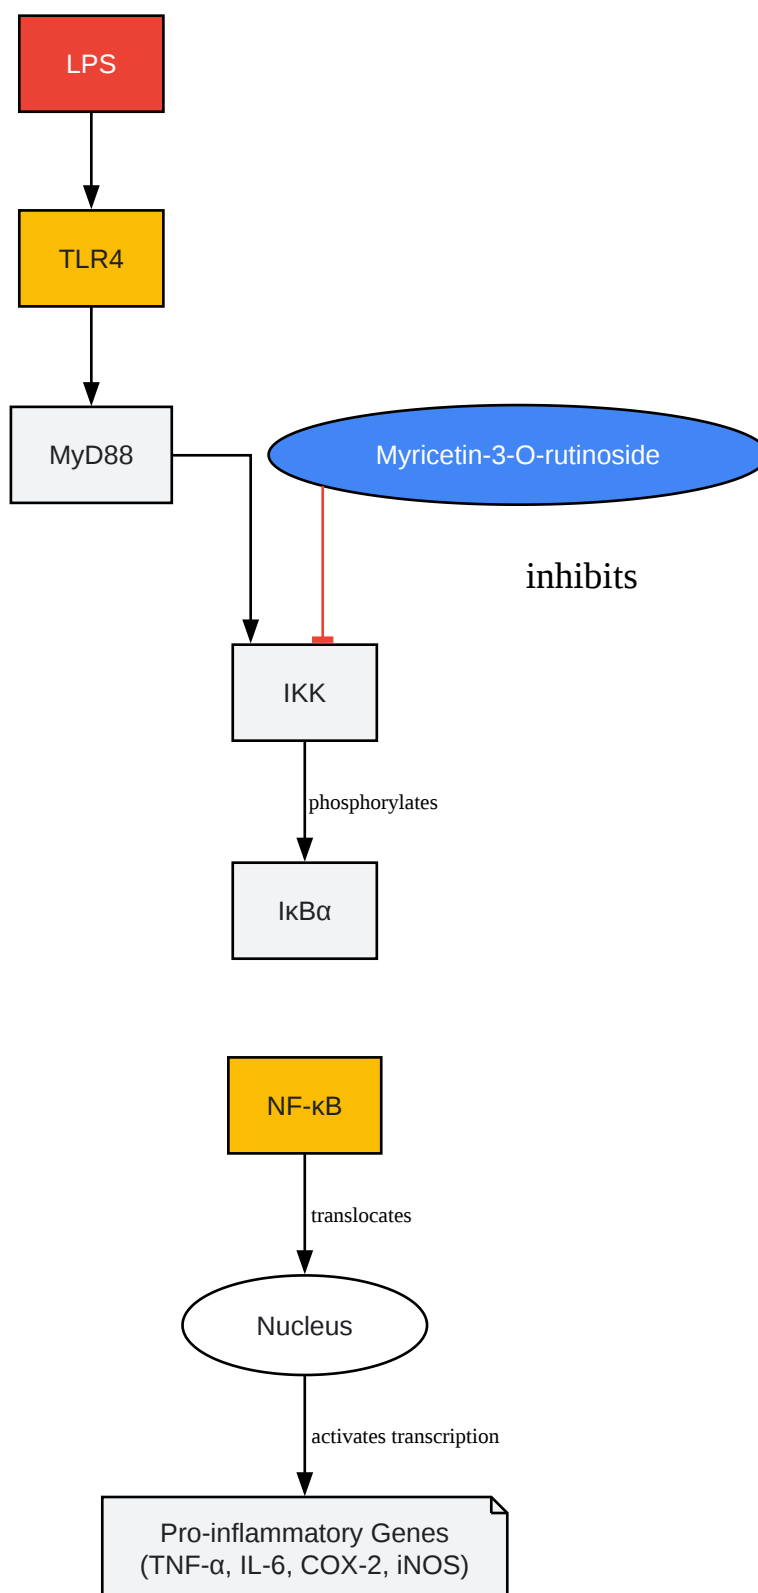 LPS
TLR4
MyD88
Myricetin-3-O-rutinoside
inhibits
IKK
phosphorylates
IκBα
NF-κB
translocates
Nucleus
activates transcription
Pro-inflammatory Genes
(TNF-α, IL-6, COX-2, iNOS)